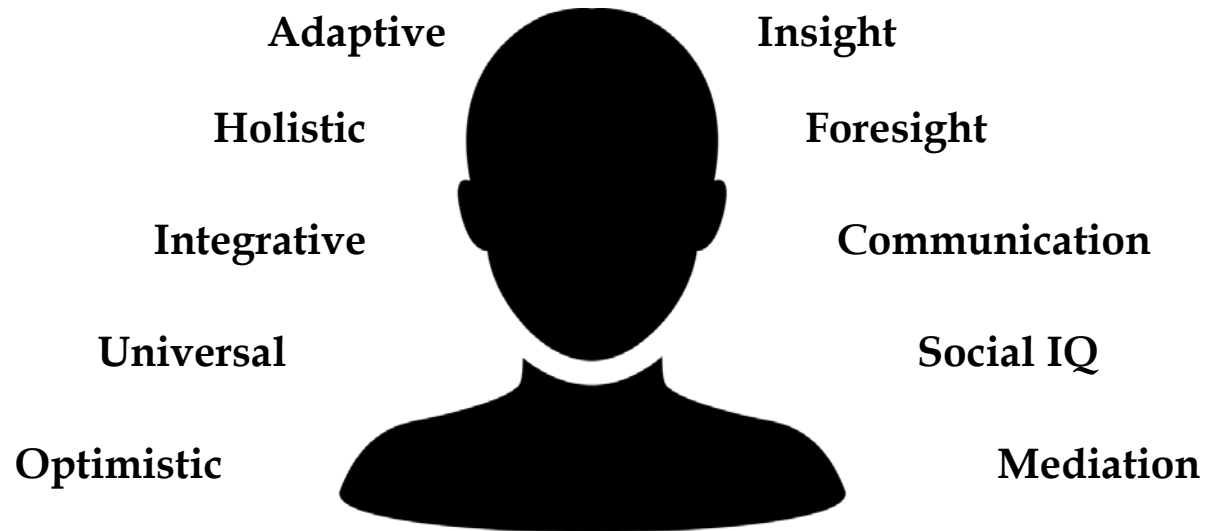 Adaptive Insight
Holistic Foresight
Integrative Communication
Universal Social IQ
Optimistic Mediation